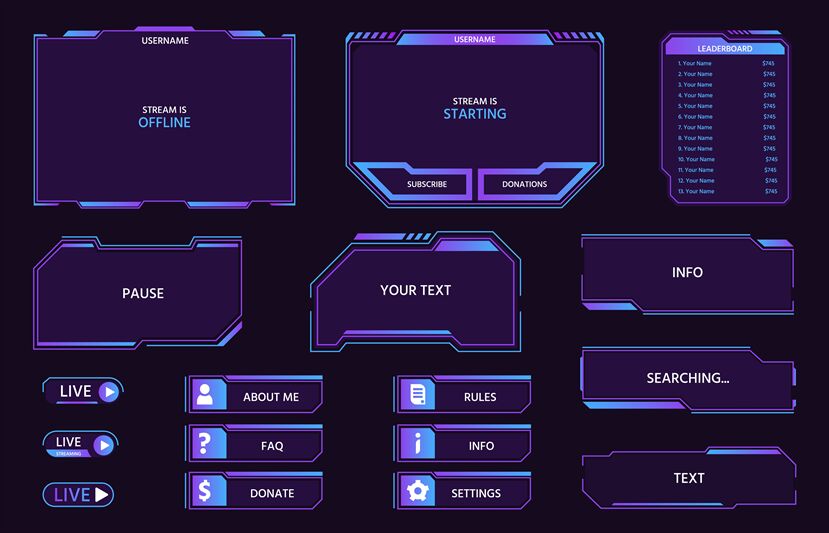 USERNAME
STREAM IS
OFFLINE
USERNAME
STREAM IS
STARTING
SUBSCRIBE
DONATIONS
LEADERBOARD
1. Your Name $745
2. Your Name $745
3. Your Name $745
4. Your Name $745
5. Your Name $745
6. Your Name $745
7. Your Name $745
8. Your Name $745
9. Your Name $745
10. Your Name $745
11. Your Name $745
12. Your Name $745
13. Your Name $745
PAUSE
YOUR TEXT
INFO
SEARCHING...
TEXT
LIVE
LIVE
STREAMING
LIVE
ABOUT ME
? FAQ
$ DONATE
RULES
i INFO
SETTINGS